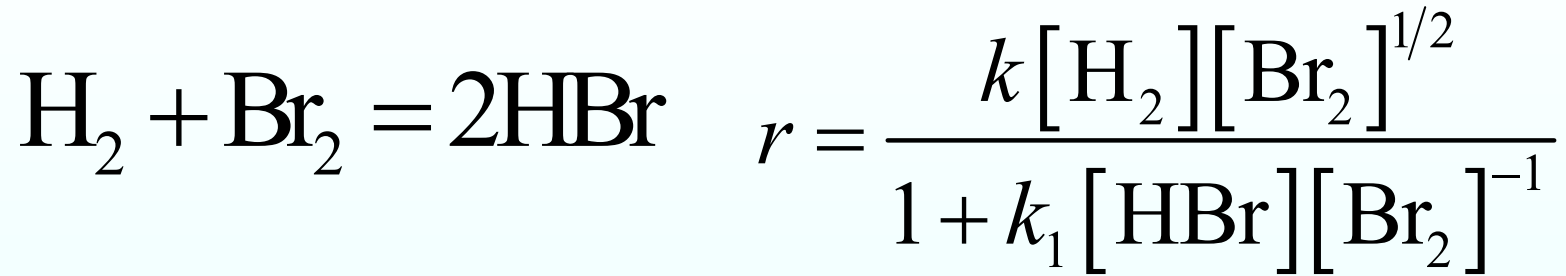 H₂ + Br₂ = 2HBr r = k[H₂][Br₂]^{1/2} / (1 + k₁[HBr][Br₂]^{−1})